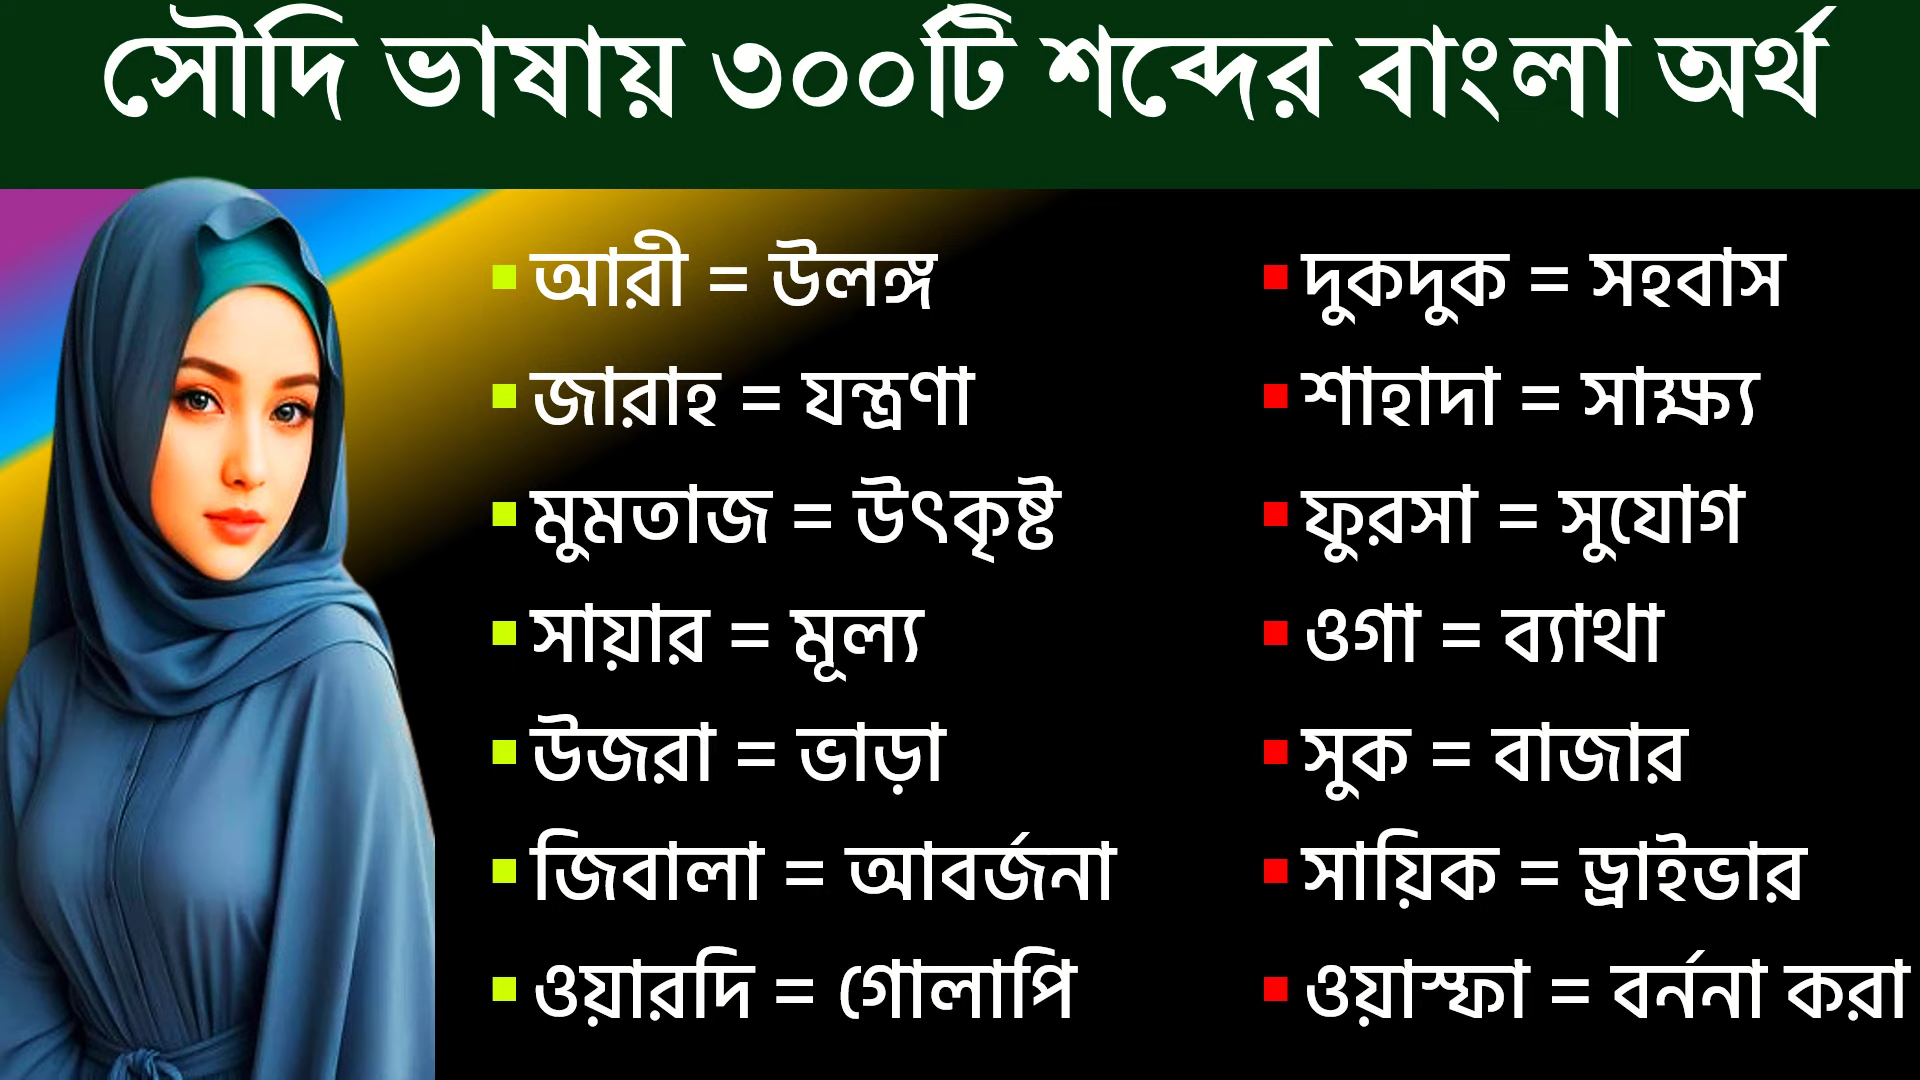 সৌদি ভাষায় ৩০০টি শব্দের বাংলা অর্থ
আরী = উলঙ্গ
জারাহ = যন্ত্রণা
মুমতাজ = উৎকৃষ্ট
সায়ার = মূল্য
উজরা = ভাড়া
জিবালা = আবর্জনা
ওয়ারদি = গোলাপি
দুকদুক = সহবাস
শাহাদা = সাক্ষ্য
ফুরসা = সুযোগ
ওগা = ব্যাথা
সুক = বাজার
সায়িক = ড্রাইভার
ওয়াস্ফা = বর্ননা করা